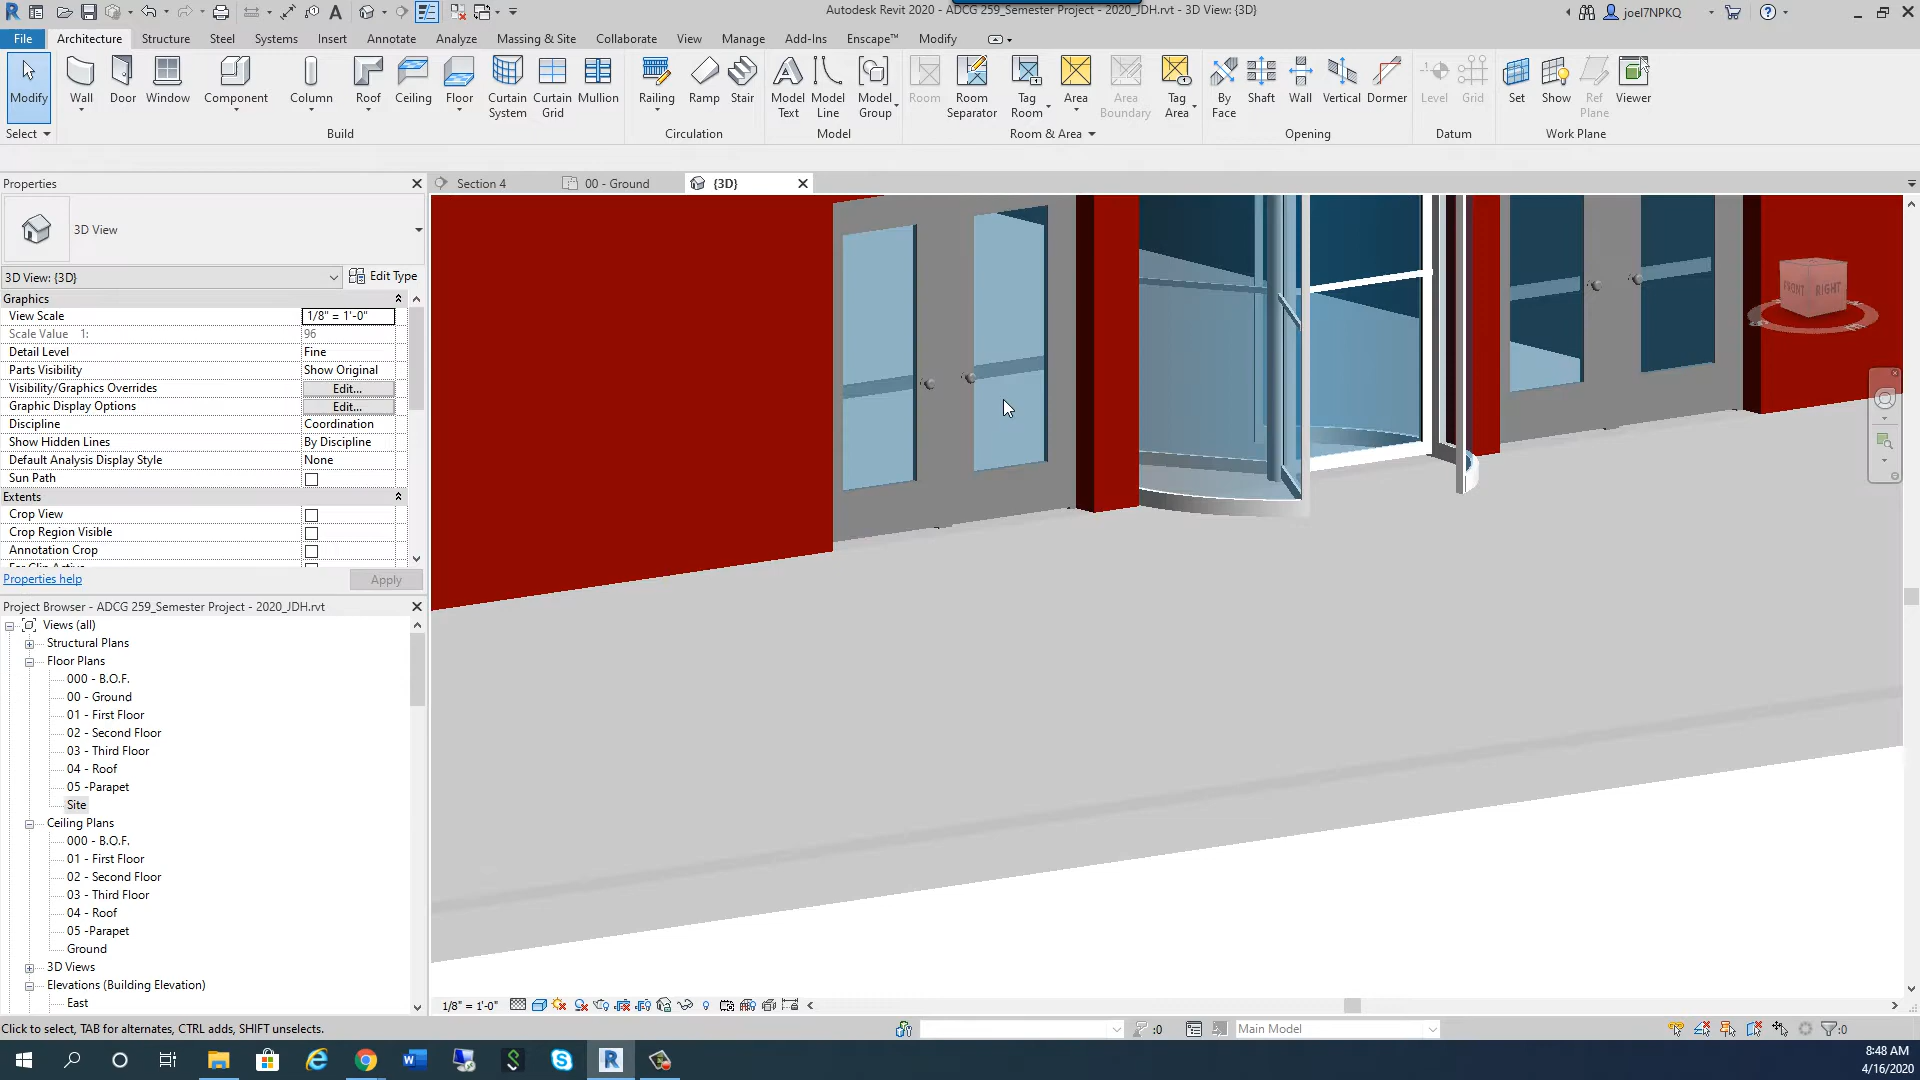 Autodesk Revit 2020 - ADCG 259_Semester Project - 2020_JDH.rvt - 3D View: {3D}
joel7NPKQ
File Architecture Structure Steel Systems Insert Annotate Analyze Massing & Site Collaborate View Manage Add-Ins Enscape™ Modify
Modify Wall Door Window Component Column Roof Ceiling Floor Curtain System Curtain Grid Mullion Railing Ramp Stair Model Text Model Line Model Group Room Room Separator Tag Room Area Area Boundary Tag Area By Face Shaft Wall Vertical Dormer Level Grid Set Show Ref Plane Viewer
Select Build Circulation Model Room & Area Opening Datum Work Plane
Properties
Section 4 00 - Ground {3D}
3D View
3D View: {3D} Edit Type
Graphics
View Scale 1/8" = 1'-0"
Scale Value 1: 96
Detail Level Fine
Parts Visibility Show Original
Visibility/Graphics Overrides Edit...
Graphic Display Options Edit...
Discipline Coordination
Show Hidden Lines By Discipline
Default Analysis Display Style None
Sun Path
Extents
Crop View
Crop Region Visible
Annotation Crop
Properties help Apply
FRONT RIGHT
Project Browser - ADCG 259_Semester Project - 2020_JDH.rvt
Views (all)
Structural Plans
Floor Plans
000 - B.O.F.
00 - Ground
01 - First Floor
02 - Second Floor
03 - Third Floor
04 - Roof
05 -Parapet
Site
Ceiling Plans
000 - B.O.F.
01 - First Floor
02 - Second Floor
03 - Third Floor
04 - Roof
05 -Parapet
Ground
3D Views
Elevations (Building Elevation)
East
1/8" = 1'-0"
Click to select, TAB for alternates, CTRL adds, SHIFT unselects.
:0
Main Model
:0
8:48 AM
4/16/2020